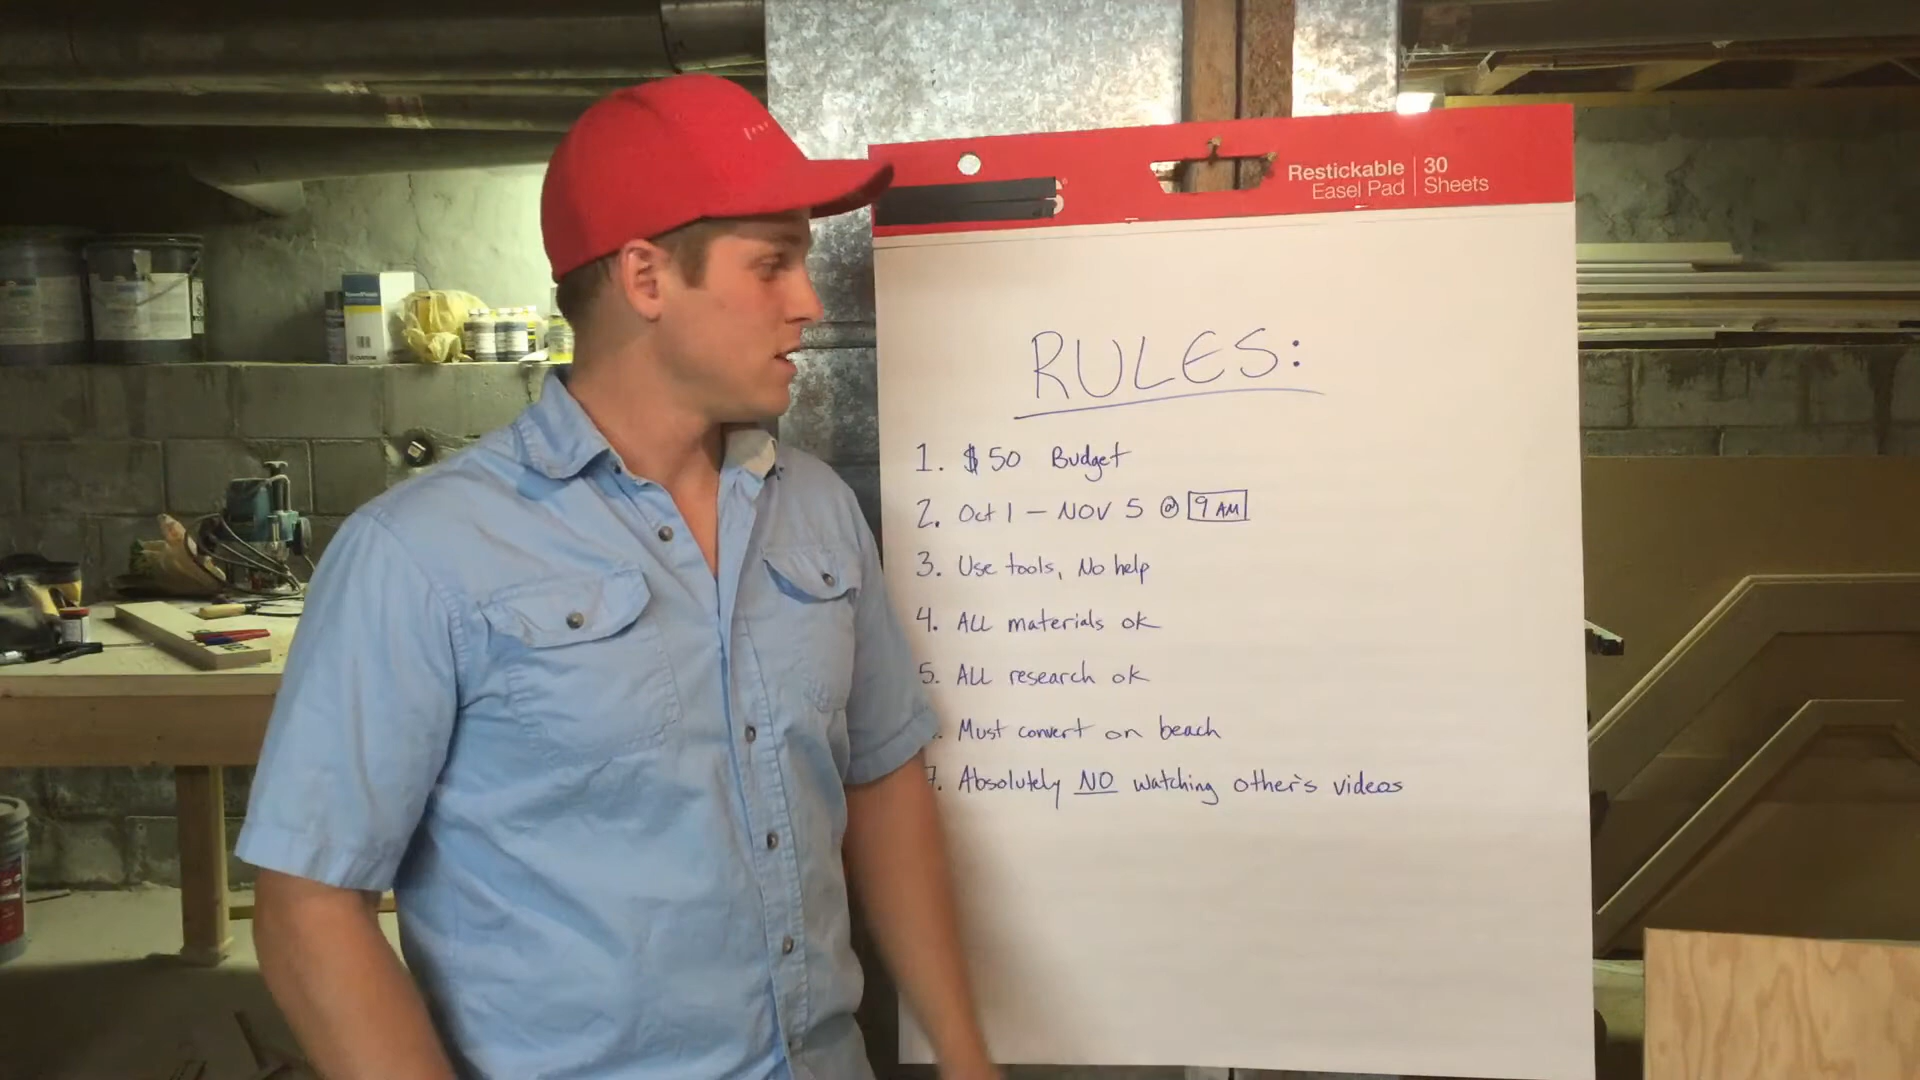 Restickable 30
Easel Pad Sheets
RULES:
1. $50 Budget
2. Oct 1 - NOV 5 @ 9 AM
3. Use tools, No help
4. ALL materials ok
5. ALL research ok
. Must convert on beach
7. Absolutely NO watching other's videos